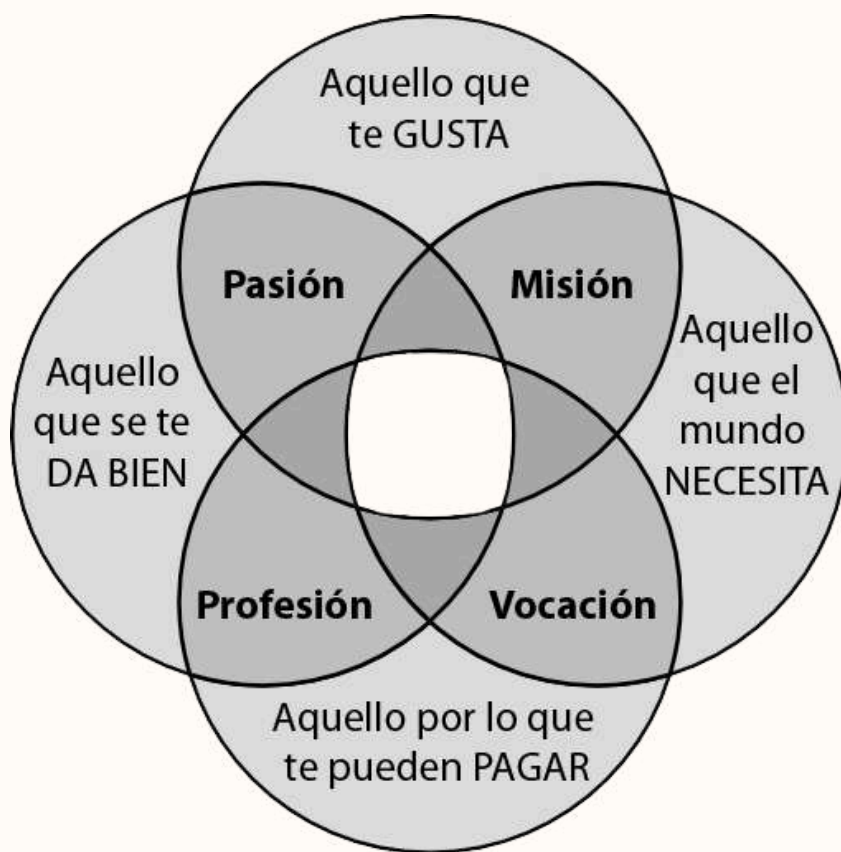 Aquello que
te GUSTA
Pasión
Misión
Aquello
que se te
DA BIEN
Aquello
que el
mundo
NECESITA
Profesión
Vocación
Aquello por lo que
te pueden PAGAR